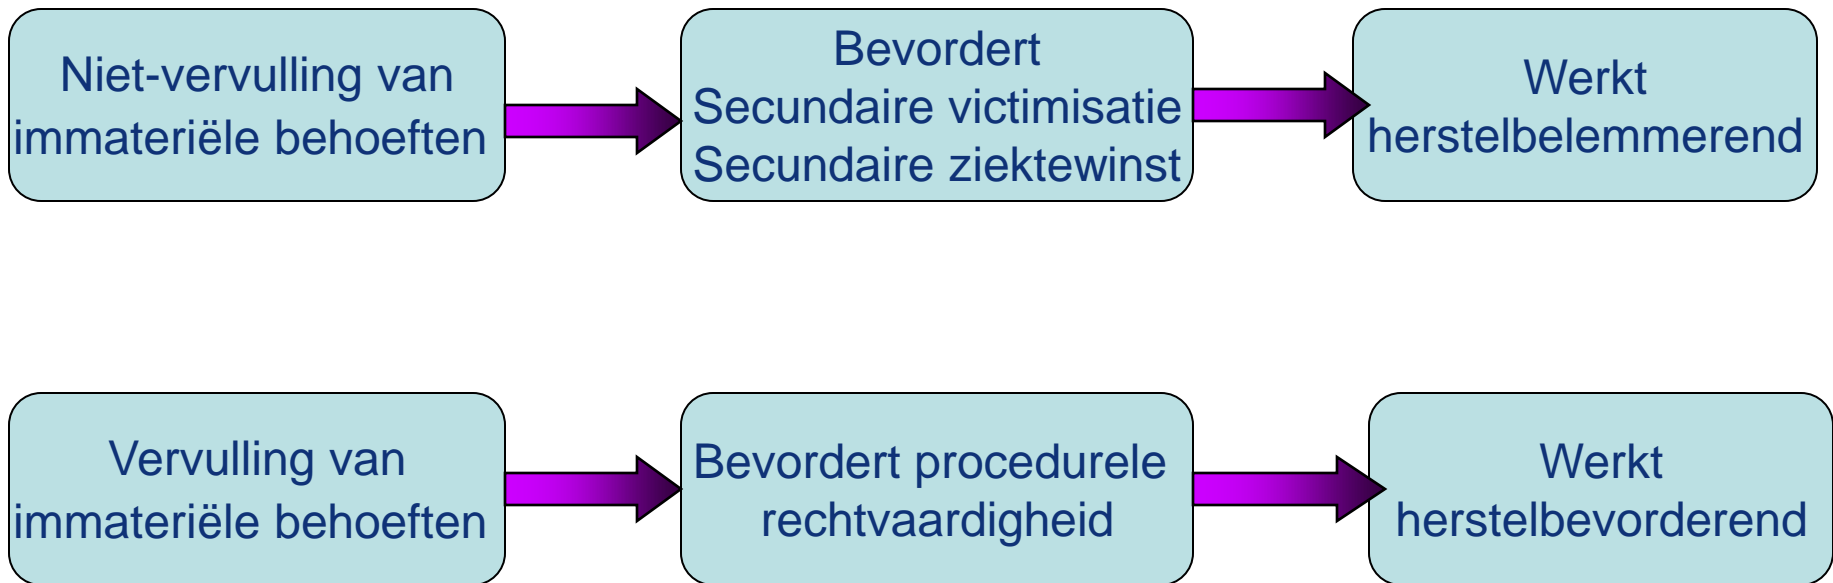 Niet-vervulling van
immateriële behoeften
Bevordert
Secundaire victimisatie
Secundaire ziektewinst
Werkt
herstelbelemmerend
Vervulling van
immateriële behoeften
Bevordert procedurele
rechtvaardigheid
Werkt
herstelbevorderend